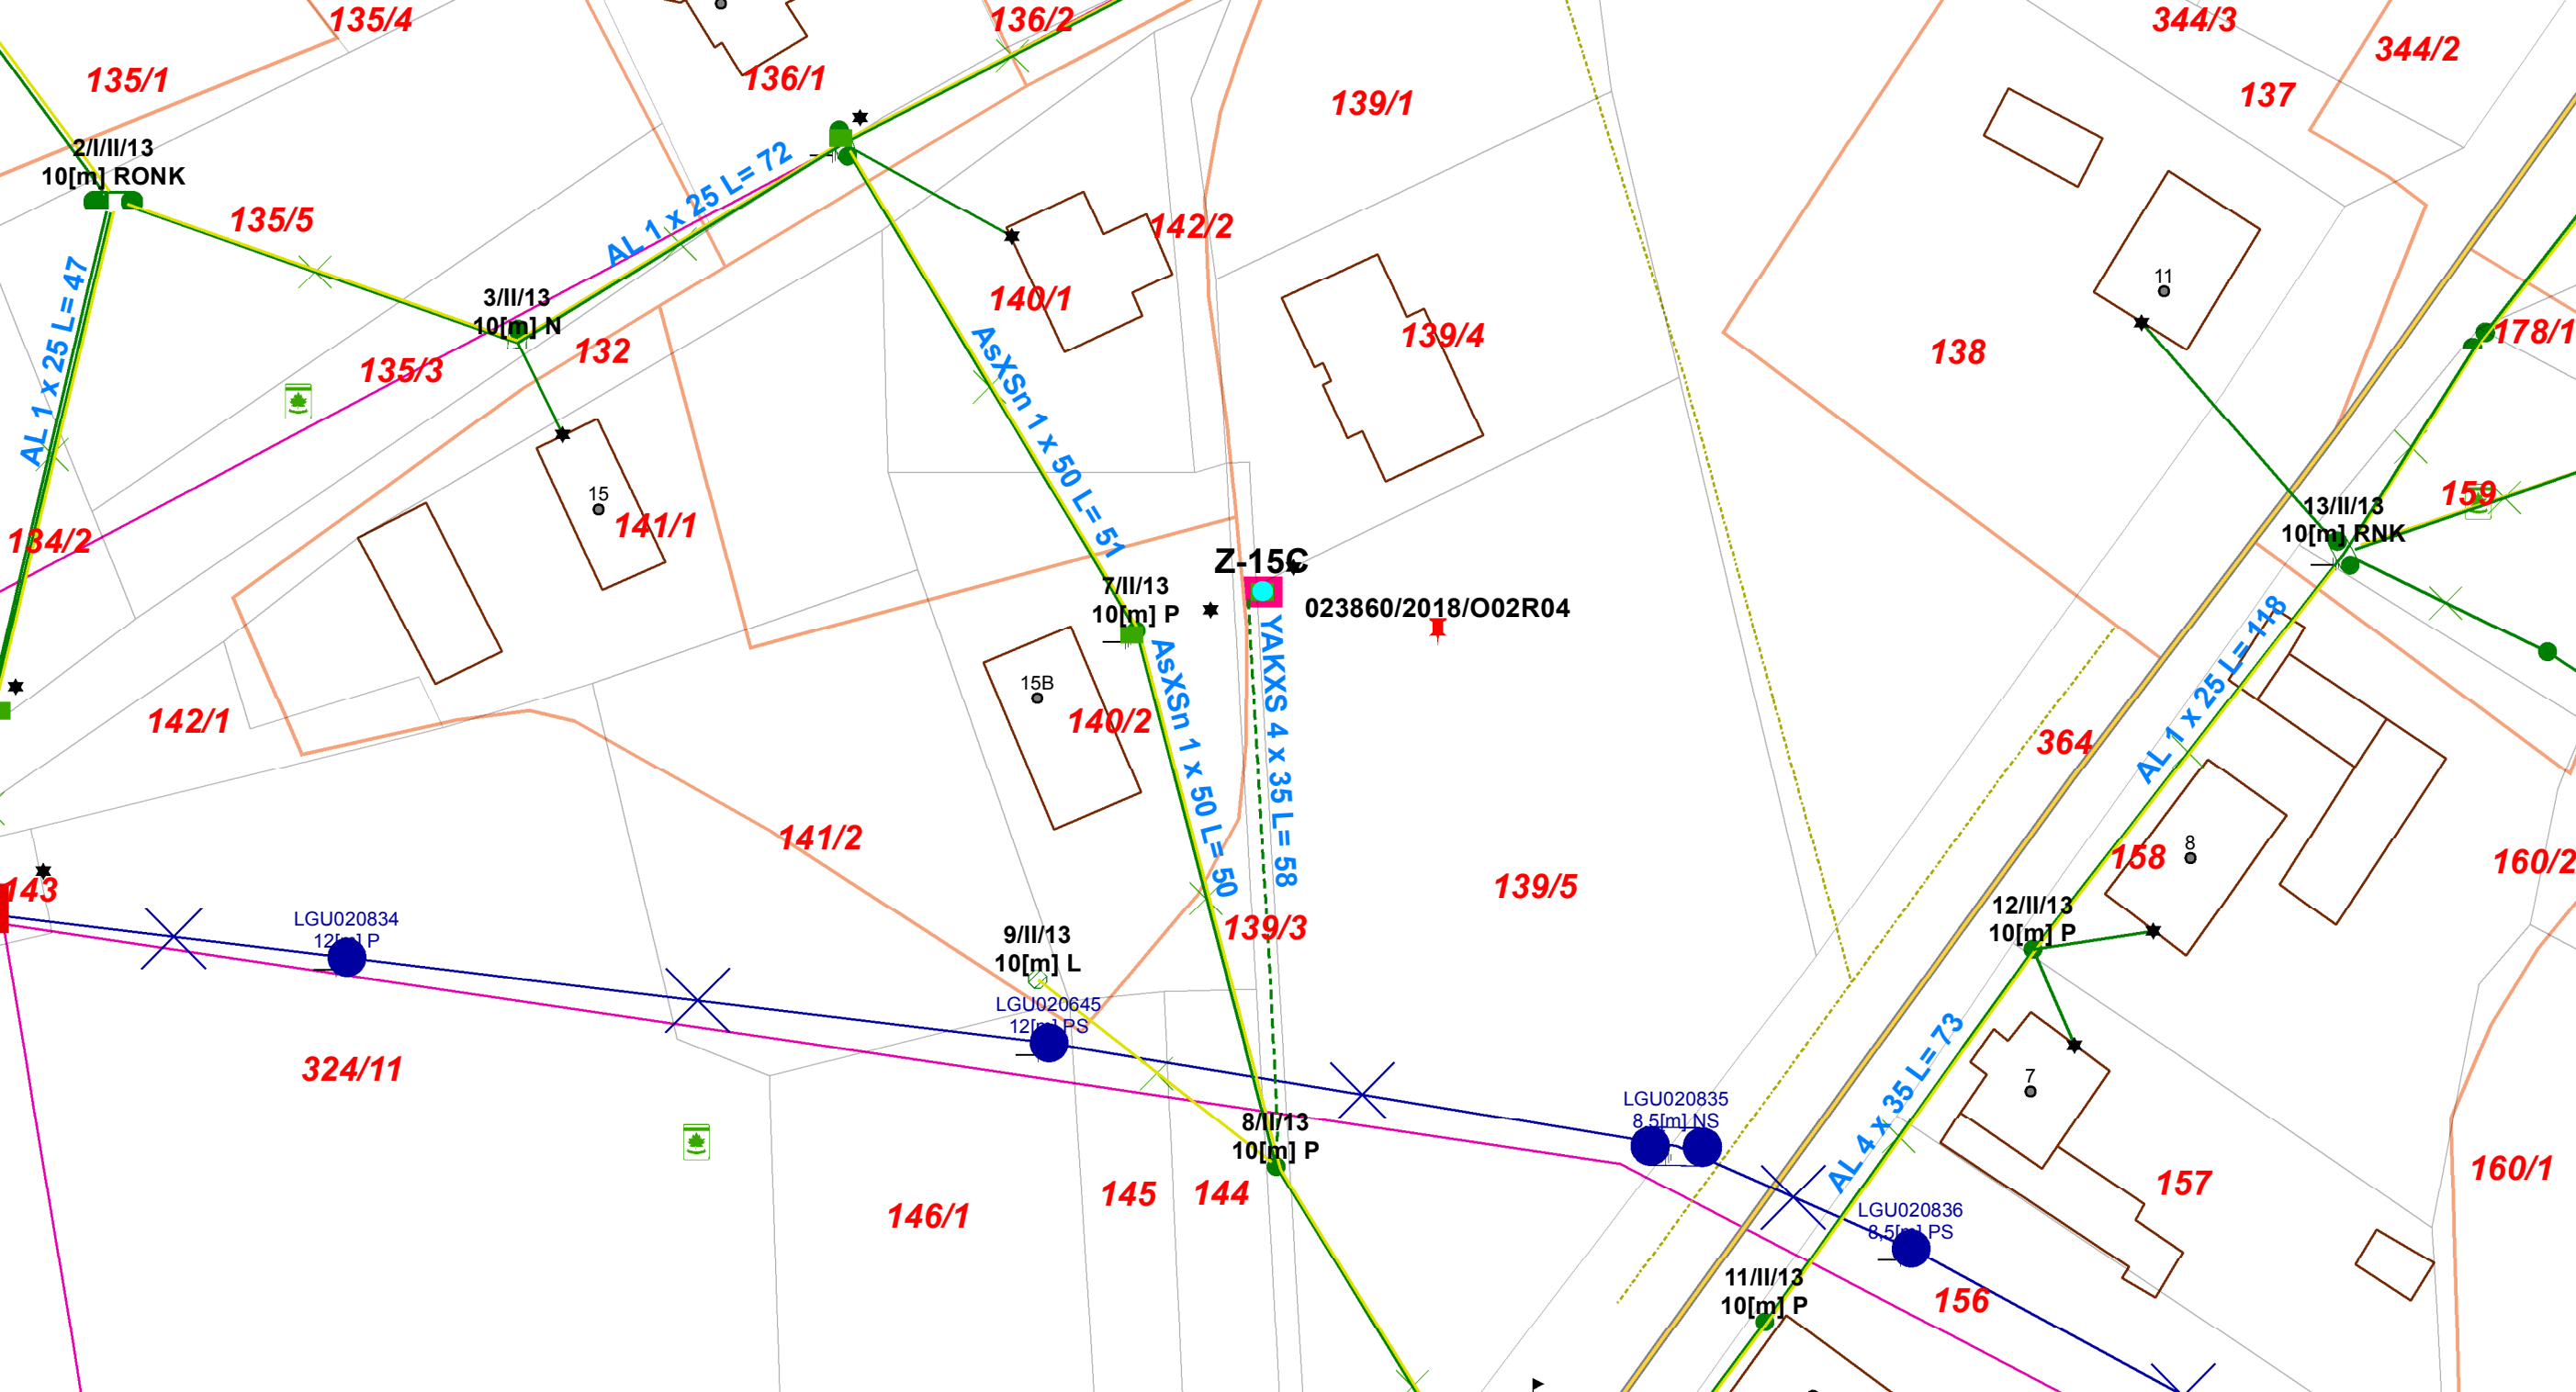 135/4
136/2
344/3
344/2
135/1
136/1
139/1
137
2/I/II/13
10[m] RONK
135/5
AL 1 x 25 L= 72
142/2
11
AL 1 x 25 L= 47
3/II/13
10[m] N
140/1
139/4
138
178/1
132
135/3
AsXSn 1 x 50 L= 51
15
141/1
134/2
159
13/II/13
10[m] RNK
Z-15C
7/II/13
10[m] P
023860/2018/O02R04
15B
140/2
142/1
AsXSn 1 x 50 L= 50
YAKXS 4 x 35 L= 58
364
AL 1 x 25 L= 118
141/2
8
158
160/2
143
139/5
LGU020834
12[m] P
139/3
9/II/13
10[m] L
12/II/13
10[m] P
LGU020645
12[m] PS
324/11
7
AL 4 x 35 L= 73
LGU020835
8,5[m] NS
8/II/13
10[m] P
145
144
146/1
157
160/1
LGU020836
8,5[m] PS
11/II/13
10[m] P
156